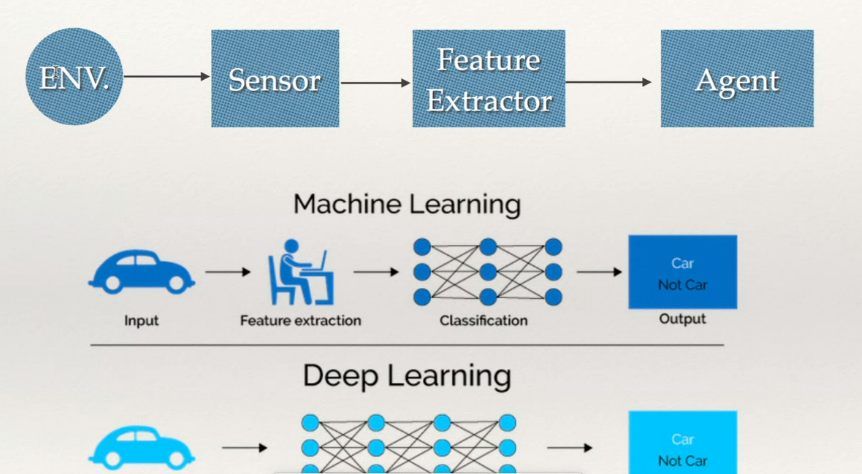 ENV.
Sensor
Feature
Extractor
Agent
Machine Learning
Car
Not Car
Input
Feature extraction
Classification
Output
Deep Learning
Car
Not Car